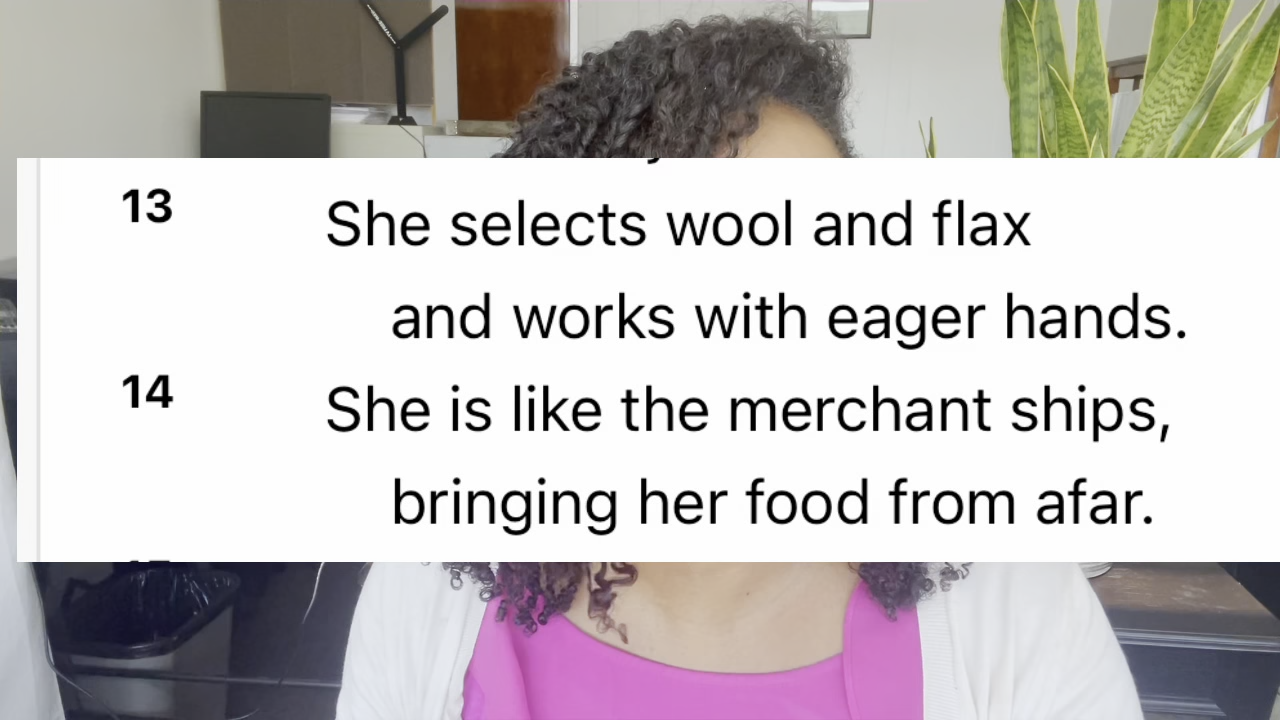 13 She selects wool and flax
and works with eager hands.
14 She is like the merchant ships,
bringing her food from afar.